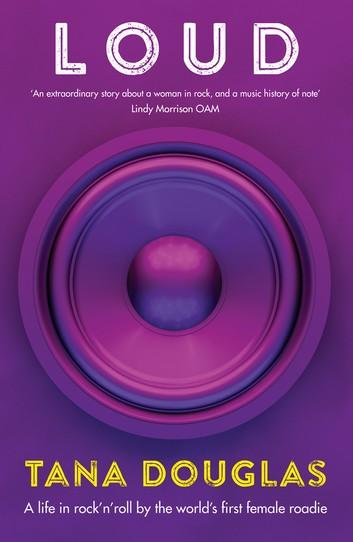 LOUD
‘An extraordinary story about a woman in rock, and a music history of note’
Lindy Morrison OAM
TANA DOUGLAS
A life in rock’n’roll by the world’s first female roadie